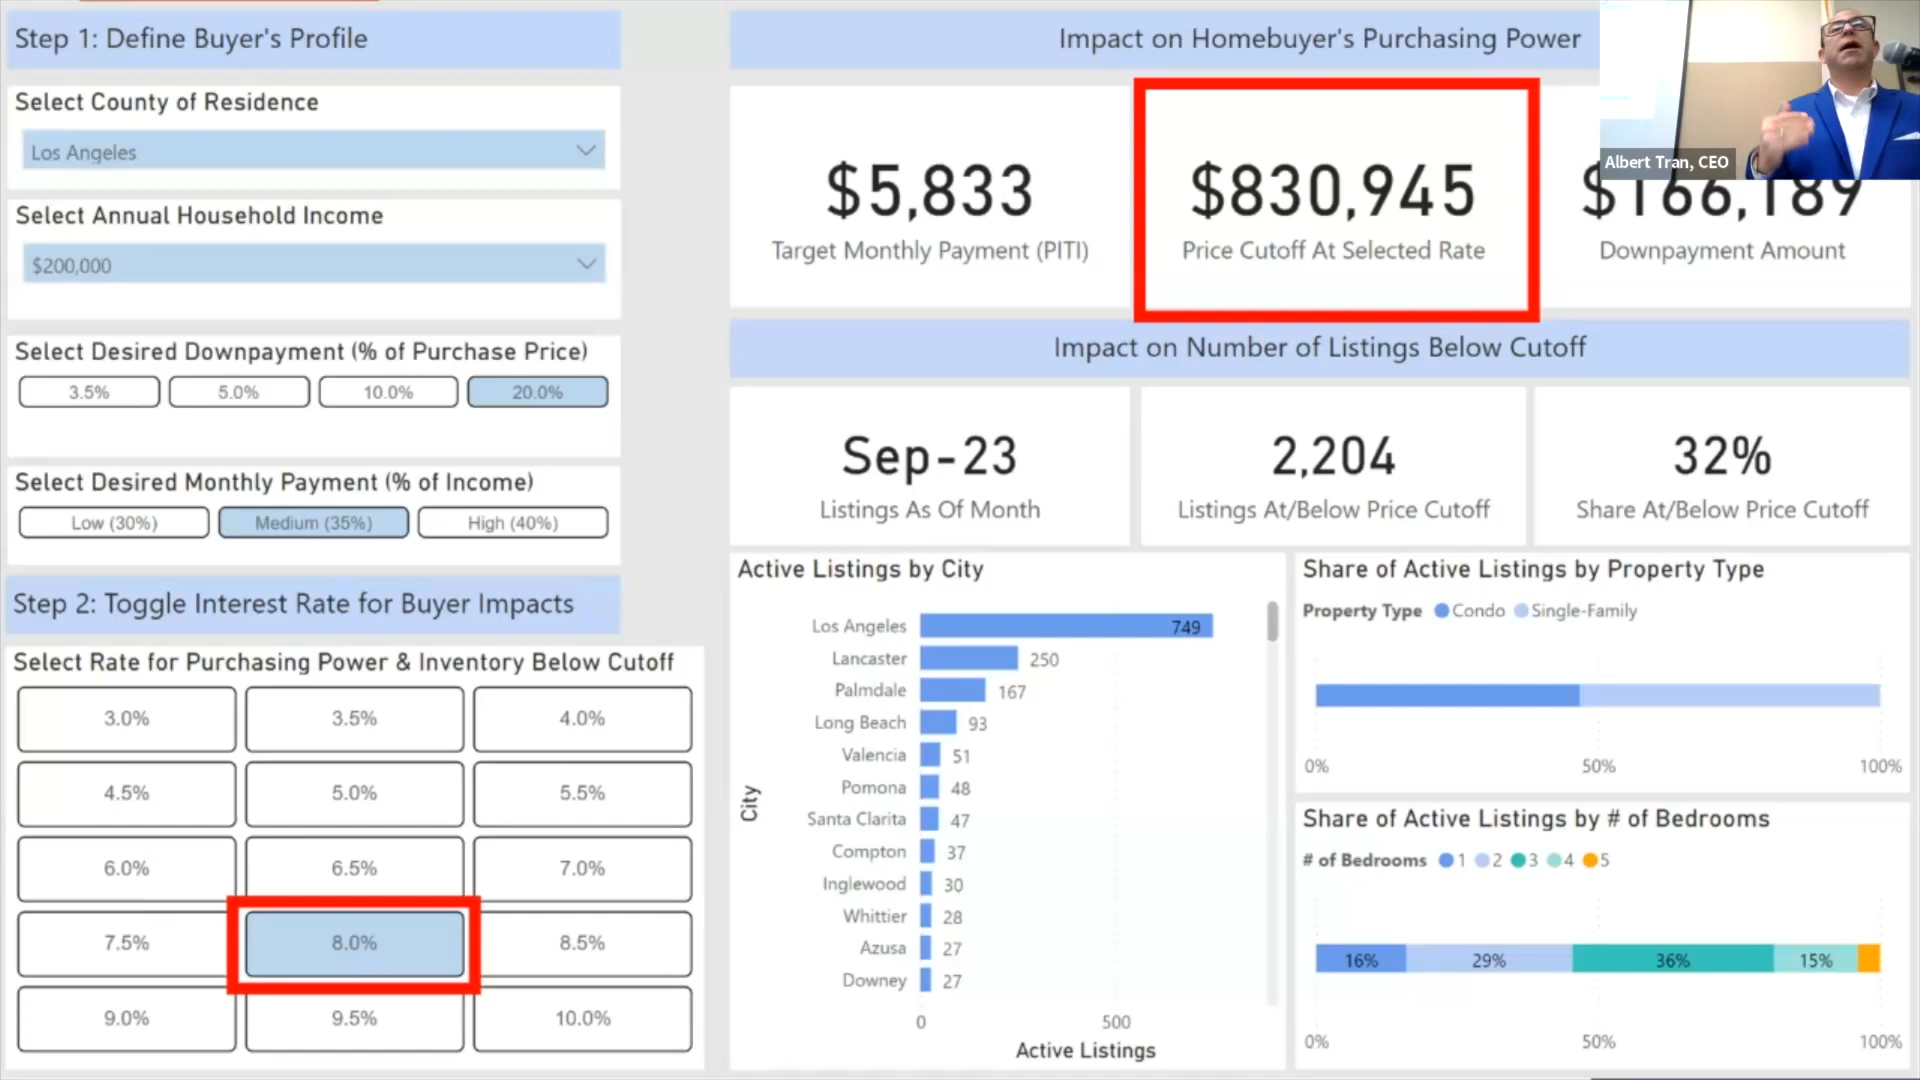 Step 1: Define Buyer's Profile
Select County of Residence
Los Angeles
Select Annual Household Income
$200,000
Select Desired Downpayment (% of Purchase Price)
3.5% 5.0% 10.0% 20.0%
Select Desired Monthly Payment (% of Income)
Low (30%) Medium (35%) High (40%)
Step 2: Toggle Interest Rate for Buyer Impacts
Select Rate for Purchasing Power & Inventory Below Cutoff
3.0% 3.5% 4.0%
4.5% 5.0% 5.5%
6.0% 6.5% 7.0%
7.5% 8.0% 8.5%
9.0% 9.5% 10.0%
Impact on Homebuyer's Purchasing Power
Albert Tran, CEO
$5,833 $830,945 $166,189
Target Monthly Payment (PITI) Price Cutoff At Selected Rate Downpayment Amount
Impact on Number of Listings Below Cutoff
Sep-23 2,204 32%
Listings As Of Month Listings At/Below Price Cutoff Share At/Below Price Cutoff
Active Listings by City
City
Los Angeles 749
Lancaster 250
Palmdale 167
Long Beach 93
Valencia 51
Pomona 48
Santa Clarita 47
Compton 37
Inglewood 30
Whittier 28
Azusa 27
Downey 27
0 500
Active Listings
Share of Active Listings by Property Type
Property Type Condo Single-Family
0% 50% 100%
Share of Active Listings by # of Bedrooms
# of Bedrooms 1 2 3 4 5
16% 29% 36% 15%
0% 50% 100%